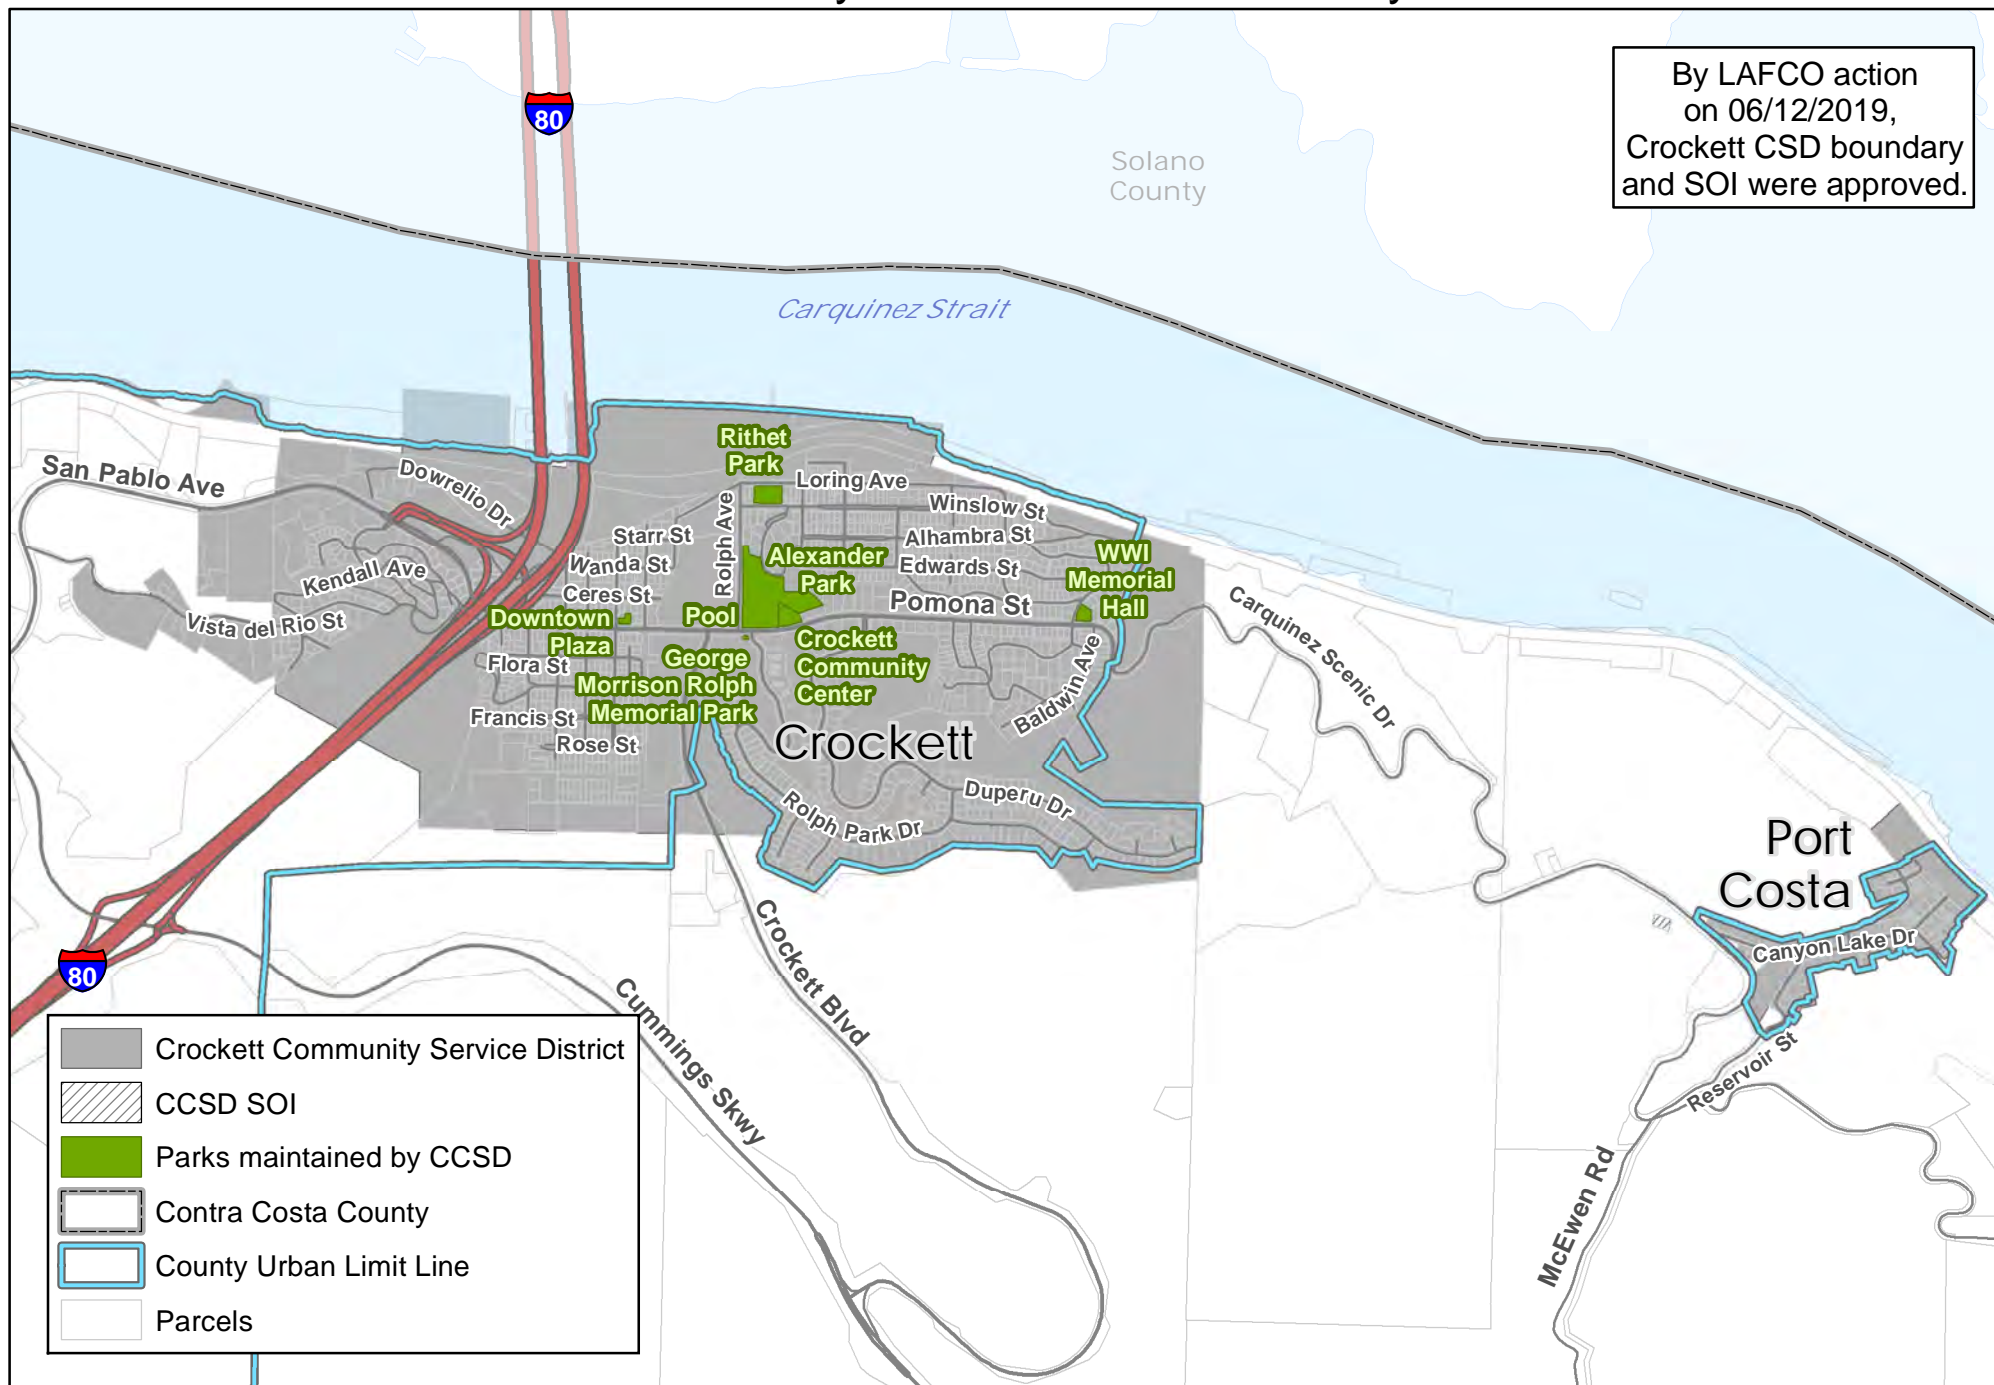 80
By LAFCO action
on 06/12/2019,
Crockett CSD boundary
and SOI were approved.
Solano
County
Carquinez Strait
San Pablo Ave
Dowrelio Dr
Kendall Ave
Vista del Rio St
Rithet
Park
Loring Ave
Winslow St
Rolph Ave
Starr St
Alhambra St
Wanda St
Alexander
Park
Edwards St
WWI
Memorial
Hall
Ceres St
Pomona St
Downtown
Plaza
Pool
Crockett
Community
Center
Flora St
George
Morrison Rolph
Memorial Park
Francis St
Rose St
Baldwin Ave
Carquinez Scenic Dr
Crockett
Duperu Dr
Rolph Park Dr
Port
Costa
Canyon Lake Dr
Reservoir St
McEwen Rd
Crockett Blvd
Cummings Skwy
80
Crockett Community Service District
CCSD SOI
Parks maintained by CCSD
Contra Costa County
County Urban Limit Line
Parcels